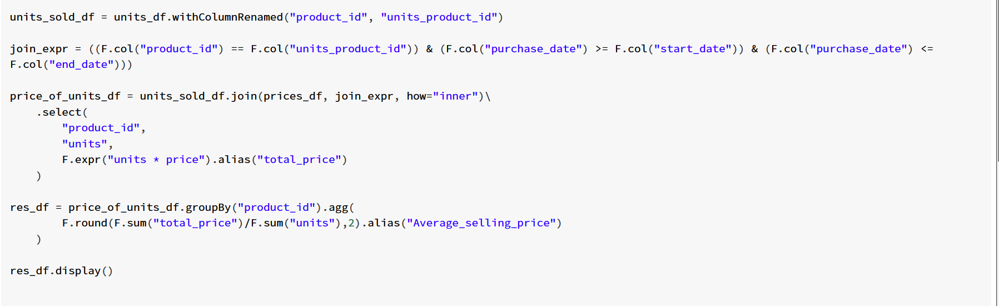 units_sold_df = units_df.withColumnRenamed("product_id", "units_product_id")
join_expr = ((F.col("product_id") == F.col("units_product_id")) & (F.col("purchase_date") >= F.col("start_date")) & (F.col("purchase_date") <=
F.col("end_date")))
price_of_units_df = units_sold_df.join(prices_df, join_expr, how="inner")\
    .select(
        "product_id",
        "units",
        F.expr("units * price").alias("total_price")
    )
res_df = price_of_units_df.groupBy("product_id").agg(
        F.round(F.sum("total_price")/F.sum("units"),2).alias("Average_selling_price")
    )
res_df.display()